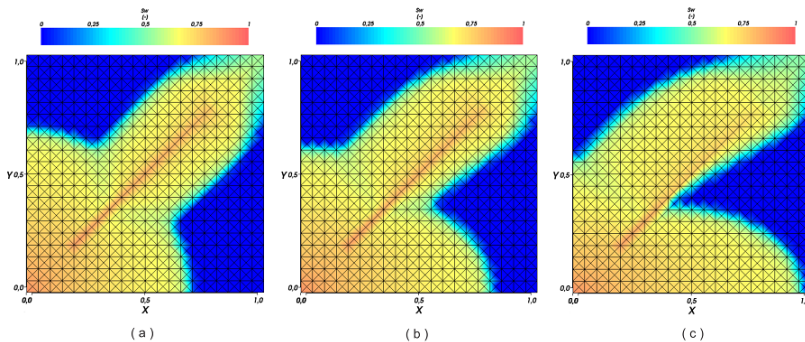 Sw Sw Sw
(-) (-) (-)
0 0,25 0,5 0,75 1 0 0,25 0,5 0,75 1 0 0,25 0,5 0,75 1
1,0 1,0 1,0
Y 0,5 Y 0,5 Y 0,5
0,0 0,0 0,0
0,0 0,5 1,0 0,0 0,5 1,0 0,0 0,5 1,0
X X X
( a ) ( b ) ( c )